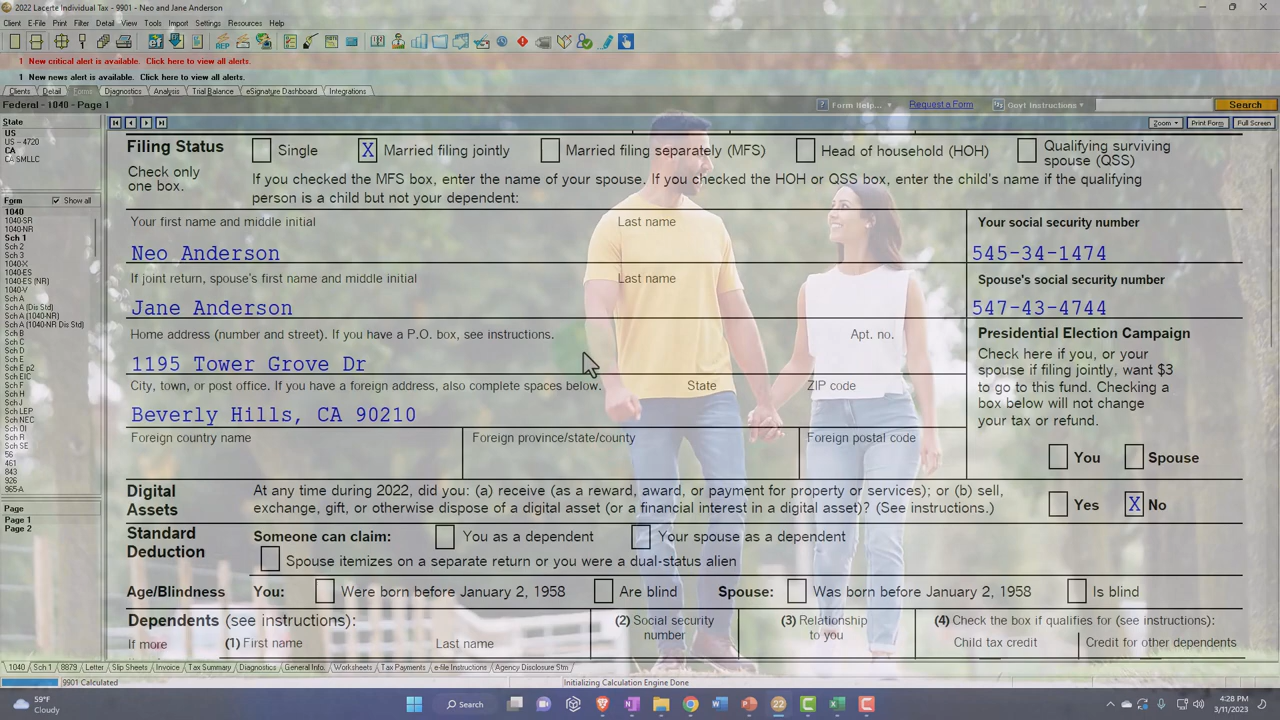 2022 Lacerte Individual Tax - 9901 - Neo and Jane Anderson
Client E-File Print Filter Detail View Tools Import Settings Resources Help
1 New critical alert is available. Click here to view all alerts.
1 New news alert is available. Click here to view all alerts.
Clients Detail Forms Diagnostics Analysis Trial Balance eSignature Dashboard Integrations
Federal - 1040 - Page 1
Form Help... Request a Form Govt Instructions Search
Zoom Print Form Full Screen
State
US
US - 4720
CA
CA SMLLC
Form Show all
1040
1040-SR
1040-NR
Sch 1
Sch 2
Sch 3
1040-X
1040-ES
1040-ES (NR)
1040-V
Sch A
Sch A (Dis Std)
Sch A (1040-NR)
Sch A (1040-NR Dis Std)
Sch B
Sch C
Sch D
Sch E
Sch E p2
Sch EIC
Sch F
Sch H
Sch J
Sch LEP
Sch NEC
Sch OI
Sch R
Sch SE
56
461
843
926
965-A
Page
Page 1
Page 2
Filing Status
Check only
one box.
Single X Married filing jointly Married filing separately (MFS) Head of household (HOH) Qualifying surviving
spouse (QSS)
If you checked the MFS box, enter the name of your spouse. If you checked the HOH or QSS box, enter the child's name if the qualifying
person is a child but not your dependent:
Your first name and middle initial Last name Your social security number
Neo Anderson 545-34-1474
If joint return, spouse's first name and middle initial Last name Spouse's social security number
Jane Anderson 547-43-4744
Home address (number and street). If you have a P.O. box, see instructions. Apt. no.
1195 Tower Grove Dr
City, town, or post office. If you have a foreign address, also complete spaces below. State ZIP code
Beverly Hills, CA 90210
Foreign country name Foreign province/state/county Foreign postal code
Presidential Election Campaign
Check here if you, or your
spouse if filing jointly, want $3
to go to this fund. Checking a
box below will not change
your tax or refund.
You Spouse
Digital
Assets
At any time during 2022, did you: (a) receive (as a reward, award, or payment for property or services); or (b) sell,
exchange, gift, or otherwise dispose of a digital asset (or a financial interest in a digital asset)? (See instructions.)
Yes X No
Standard
Deduction
Someone can claim: You as a dependent Your spouse as a dependent
Spouse itemizes on a separate return or you were a dual-status alien
Age/Blindness You: Were born before January 2, 1958 Are blind Spouse: Was born before January 2, 1958 Is blind
Dependents (see instructions): (2) Social security (3) Relationship (4) Check the box if qualifies for (see instructions):
number to you
If more (1) First name Last name Child tax credit Credit for other dependents
1040 Sch 1 8879 Letter Slip Sheets Invoice Tax Summary Diagnostics General Info. Worksheets Tax Payments e-file Instructions Agency Disclosure Stm
9901 Calculated Initializing Calculation Engine Done
59°F
Cloudy
Search
22
4:28 PM
3/11/2023